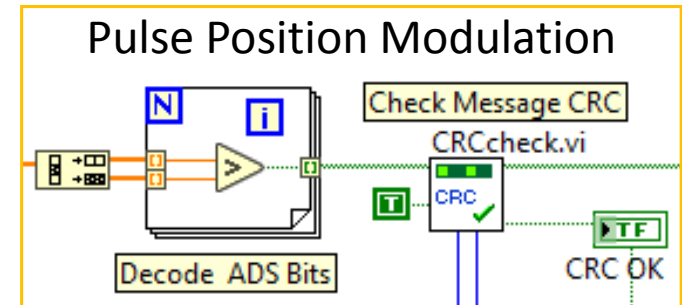 Pulse Position Modulation
N
i
Check Message CRC
CRCcheck.vi
>
T
CRC
TF
CRC OK
Decode ADS Bits